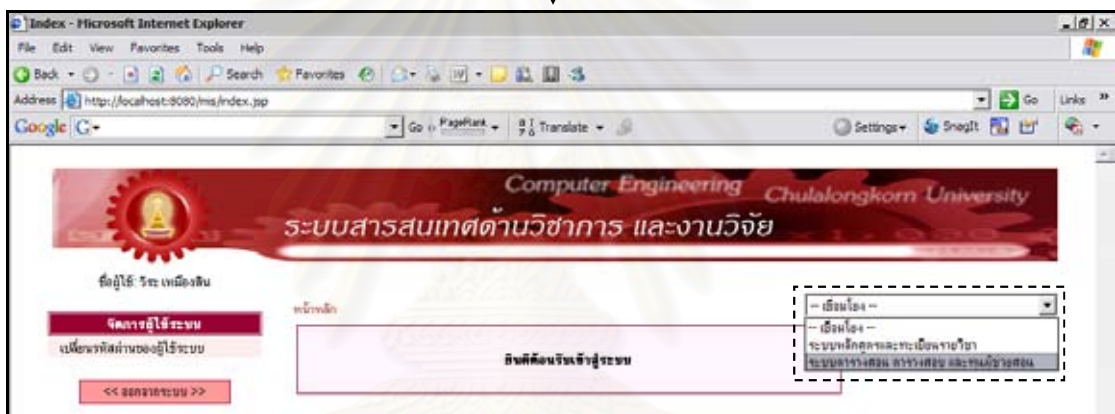 Index - Microsoft Internet Explorer
File Edit View Favorites Tools Help
Back Search Favorites
Address http://localhost:8080/mis/index.jsp Go Links »
Google G Go PageRank Translate Settings SnagIt
Computer Engineering Chulalongkorn University
ระบบสารสนเทศด้านวิชาการ และงานวิจัย
ชื่อผู้ใช้: วีระ เหมืองสิน
จัดการผู้ใช้ระบบ
เปลี่ยนรหัสผ่านของผู้ใช้ระบบ
<< ออกจากระบบ >>
หน้าหลัก
ยินดีต้อนรับเข้าสู่ระบบ
-- เชื่อมโยง --
-- เชื่อมโยง --
ระบบหลักสูตรและทะเบียนรายวิชา
ระบบตารางสอน ตารางสอบ และทุนผู้ช่วยสอน